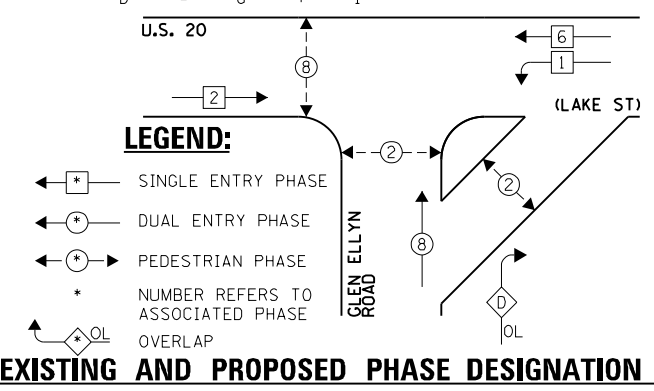 U.S. 20
6
8
1
2
(LAKE ST)
LEGEND:
2
* SINGLE ENTRY PHASE
2
* DUAL ENTRY PHASE
8
* PEDESTRIAN PHASE
GLEN ELLYN
ROAD
* NUMBER REFERS TO
ASSOCIATED PHASE
D
OL
* OL OVERLAP
EXISTING AND PROPOSED PHASE DESIGNATION